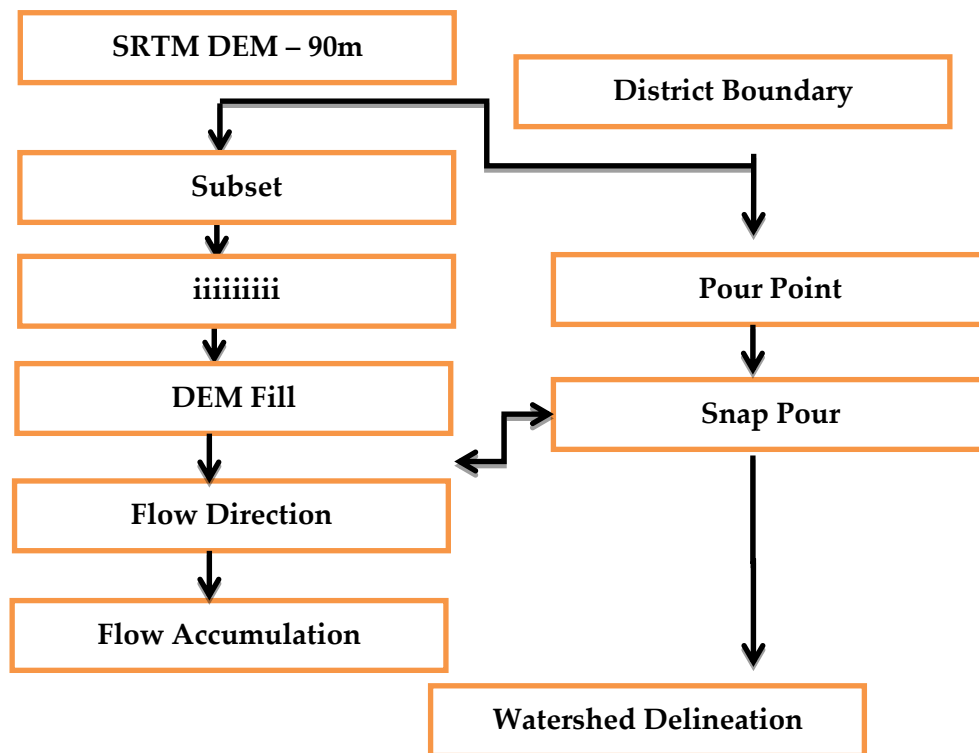 SRTM DEM – 90m
District Boundary
Subset
iiiiiiiii
Pour Point
DEM Fill
Snap Pour
Flow Direction
Flow Accumulation
Watershed Delineation